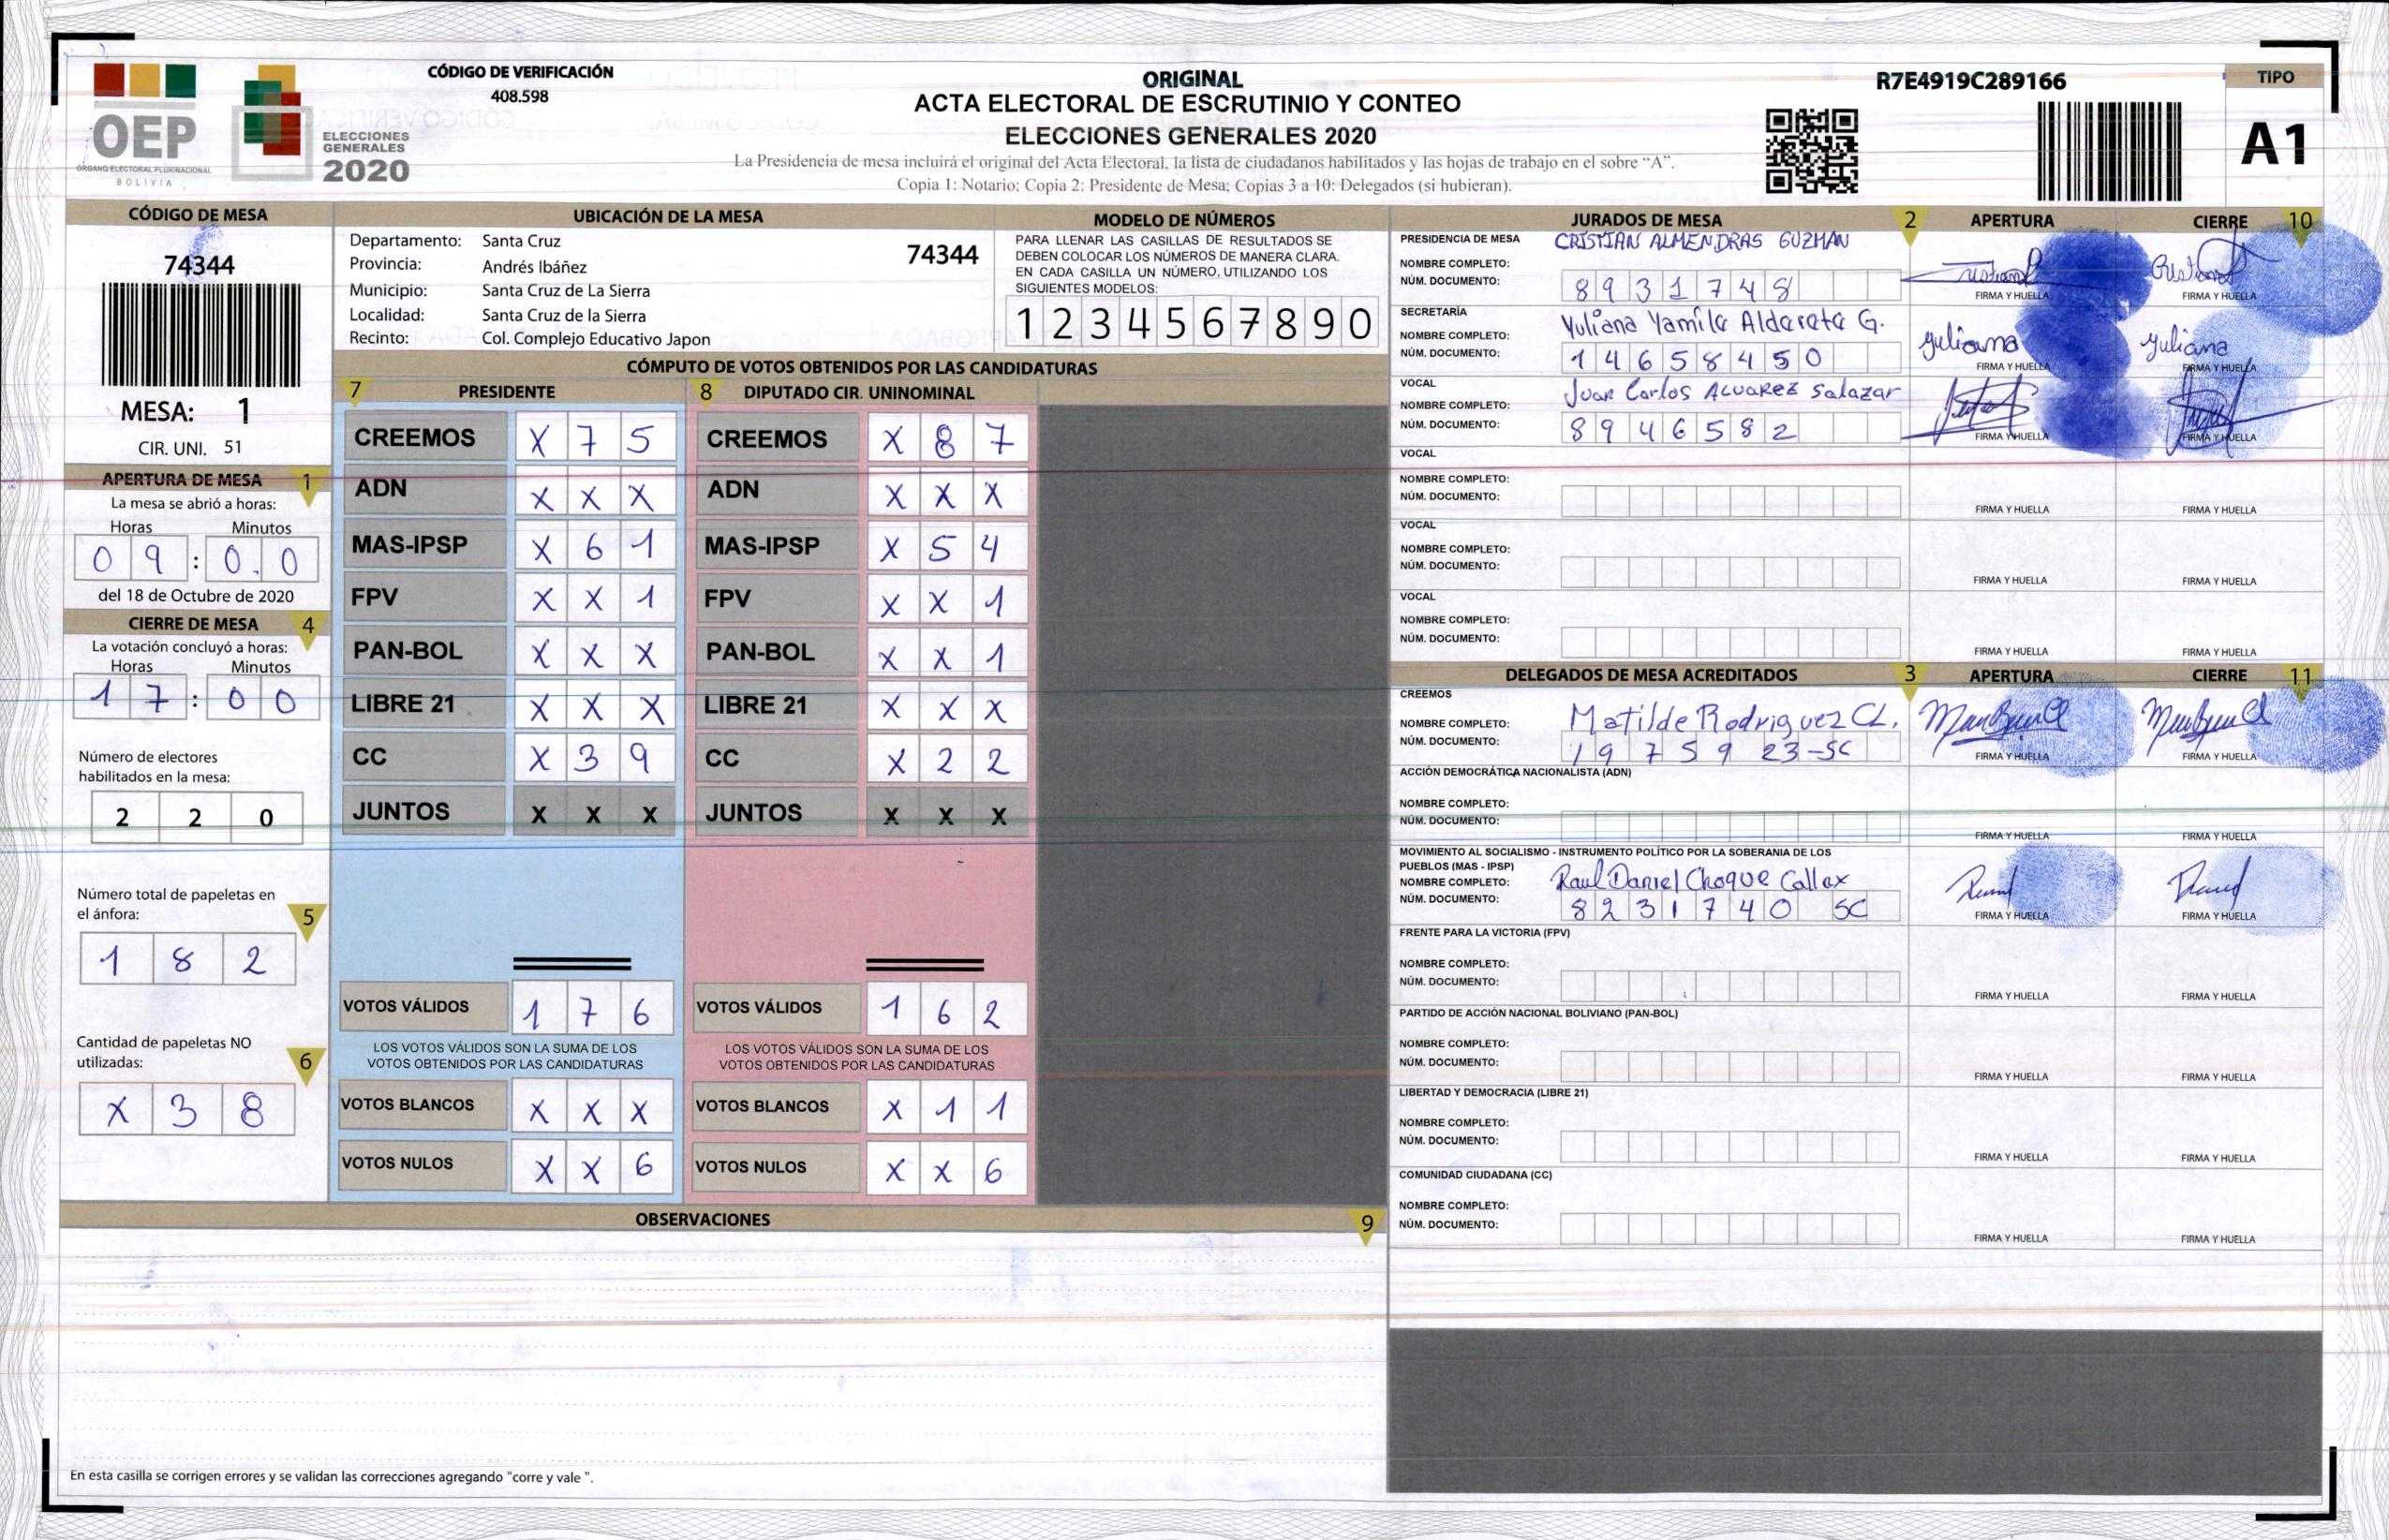 OEP
ÓRGANO ELECTORAL PLURINACIONAL
BOLIVIA
ELECCIONES
GENERALES
2020
CÓDIGO DE VERIFICACIÓN
408.598
ORIGINAL
ACTA ELECTORAL DE ESCRUTINIO Y CONTEO
ELECCIONES GENERALES 2020
La Presidencia de mesa incluirá el original del Acta Electoral, la lista de ciudadanos habilitados y las hojas de trabajo en el sobre “A”.
Copia 1: Notario; Copia 2: Presidente de Mesa; Copias 3 a 10: Delegados (si hubieran).
R7E4919C289166
TIPO
A1
CÓDIGO DE MESA
74344
MESA: 1
CIR. UNI. 51
APERTURA DE MESA 1
La mesa se abrió a horas:
Horas Minutos
0 9 : 0 . 0
del 18 de Octubre de 2020
CIERRE DE MESA 4
La votación concluyó a horas:
Horas Minutos
1 7 : 0 0
Número de electores
habilitados en la mesa:
2 2 0
Número total de papeletas en
el ánfora: 5
1 8 2
Cantidad de papeletas NO
utilizadas: 6
X 3 8
UBICACIÓN DE LA MESA
Departamento: Santa Cruz 74344
Provincia: Andrés Ibáñez
Municipio: Santa Cruz de La Sierra
Localidad: Santa Cruz de la Sierra
Recinto: Col. Complejo Educativo Japon
MODELO DE NÚMEROS
PARA LLENAR LAS CASILLAS DE RESULTADOS SE
DEBEN COLOCAR LOS NÚMEROS DE MANERA CLARA.
EN CADA CASILLA UN NÚMERO, UTILIZANDO LOS
SIGUIENTES MODELOS:
1 2 3 4 5 6 7 8 9 0
CÓMPUTO DE VOTOS OBTENIDOS POR LAS CANDIDATURAS
7 PRESIDENTE
CREEMOS X 7 5
ADN X X X
MAS-IPSP X 6 1
FPV X X 1
PAN-BOL X X X
LIBRE 21 X X X
CC X 3 9
JUNTOS X X X
VOTOS VÁLIDOS 1 7 6
LOS VOTOS VÁLIDOS SON LA SUMA DE LOS
VOTOS OBTENIDOS POR LAS CANDIDATURAS
VOTOS BLANCOS X X X
VOTOS NULOS X X 6
8 DIPUTADO CIR. UNINOMINAL
CREEMOS X 8 7
ADN X X X
MAS-IPSP X 5 4
FPV X X 1
PAN-BOL X X 1
LIBRE 21 X X X
CC X 2 2
JUNTOS X X X
VOTOS VÁLIDOS 1 6 2
LOS VOTOS VÁLIDOS SON LA SUMA DE LOS
VOTOS OBTENIDOS POR LAS CANDIDATURAS
VOTOS BLANCOS X 1 1
VOTOS NULOS X X 6
OBSERVACIONES 9
En esta casilla se corrigen errores y se validan las correcciones agregando "corre y vale ".
JURADOS DE MESA 2 APERTURA CIERRE 10
PRESIDENCIA DE MESA CRISTIAN ALMENDRAS GUZMAN
NOMBRE COMPLETO:
NÚM. DOCUMENTO: 8 9 3 1 7 4 8
FIRMA Y HUELLA FIRMA Y HUELLA
SECRETARÍA
NOMBRE COMPLETO: Yuliana Yamila Aldareta G. yuliana yuliana
NÚM. DOCUMENTO: 1 4 6 5 8 4 5 0
FIRMA Y HUELLA FIRMA Y HUELLA
VOCAL
NOMBRE COMPLETO: Juan Carlos ALVAREZ Salazar
NÚM. DOCUMENTO: 8 9 4 6 5 8 2
FIRMA Y HUELLA FIRMA Y HUELLA
VOCAL
NOMBRE COMPLETO:
NÚM. DOCUMENTO:
FIRMA Y HUELLA FIRMA Y HUELLA
VOCAL
NOMBRE COMPLETO:
NÚM. DOCUMENTO:
FIRMA Y HUELLA FIRMA Y HUELLA
VOCAL
NOMBRE COMPLETO:
NÚM. DOCUMENTO:
FIRMA Y HUELLA FIRMA Y HUELLA
DELEGADOS DE MESA ACREDITADOS 3 APERTURA CIERRE 11
CREEMOS
NOMBRE COMPLETO: Matilde Rodriguez CL.
NÚM. DOCUMENTO: 1 9 7 5 9 23-SC
FIRMA Y HUELLA FIRMA Y HUELLA
ACCIÓN DEMOCRÁTICA NACIONALISTA (ADN)
NOMBRE COMPLETO:
NÚM. DOCUMENTO:
FIRMA Y HUELLA FIRMA Y HUELLA
MOVIMIENTO AL SOCIALISMO - INSTRUMENTO POLÍTICO POR LA SOBERANIA DE LOS
PUEBLOS (MAS - IPSP)
NOMBRE COMPLETO: Raul Daniel Choque Callex
NÚM. DOCUMENTO: 8 2 3 1 7 4 0 SC
FIRMA Y HUELLA FIRMA Y HUELLA
FRENTE PARA LA VICTORIA (FPV)
NOMBRE COMPLETO:
NÚM. DOCUMENTO:
FIRMA Y HUELLA FIRMA Y HUELLA
PARTIDO DE ACCIÓN NACIONAL BOLIVIANO (PAN-BOL)
NOMBRE COMPLETO:
NÚM. DOCUMENTO:
FIRMA Y HUELLA FIRMA Y HUELLA
LIBERTAD Y DEMOCRACIA (LIBRE 21)
NOMBRE COMPLETO:
NÚM. DOCUMENTO:
FIRMA Y HUELLA FIRMA Y HUELLA
COMUNIDAD CIUDADANA (CC)
NOMBRE COMPLETO:
NÚM. DOCUMENTO:
FIRMA Y HUELLA FIRMA Y HUELLA